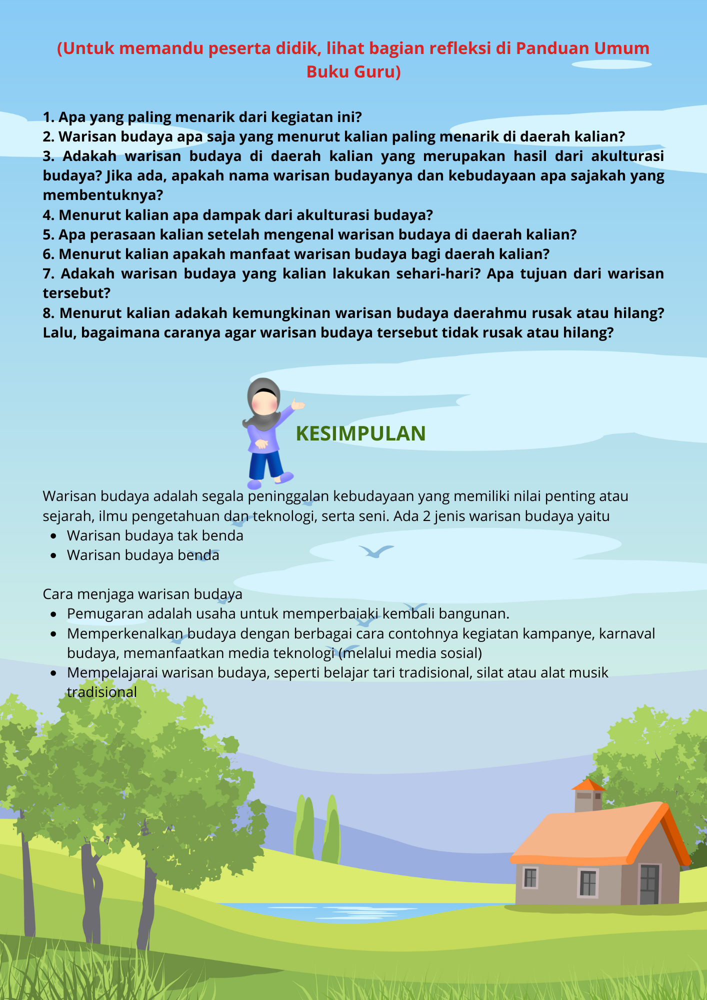 (Untuk memandu peserta didik, lihat bagian refleksi di Panduan Umum
Buku Guru)
1. Apa yang paling menarik dari kegiatan ini?
2. Warisan budaya apa saja yang menurut kalian paling menarik di daerah kalian?
3. Adakah warisan budaya di daerah kalian yang merupakan hasil dari akulturasi
budaya? Jika ada, apakah nama warisan budayanya dan kebudayaan apa sajakah yang
membentuknya?
4. Menurut kalian apa dampak dari akulturasi budaya?
5. Apa perasaan kalian setelah mengenal warisan budaya di daerah kalian?
6. Menurut kalian apakah manfaat warisan budaya bagi daerah kalian?
7. Adakah warisan budaya yang kalian lakukan sehari-hari? Apa tujuan dari warisan
tersebut?
8. Menurut kalian adakah kemungkinan warisan budaya daerahmu rusak atau hilang?
Lalu, bagaimana caranya agar warisan budaya tersebut tidak rusak atau hilang?
KESIMPULAN
Warisan budaya adalah segala peninggalan kebudayaan yang memiliki nilai penting atau
sejarah, ilmu pengetahuan dan teknologi, serta seni. Ada 2 jenis warisan budaya yaitu
• Warisan budaya tak benda
• Warisan budaya benda
Cara menjaga warisan budaya
• Pemugaran adalah usaha untuk memperbaiaki kembali bangunan.
• Memperkenalkan budaya dengan berbagai cara contohnya kegiatan kampanye, karnaval
budaya, memanfaatkan media teknologi (melalui media sosial)
• Mempelajarai warisan budaya, seperti belajar tari tradisional, silat atau alat musik
tradisional